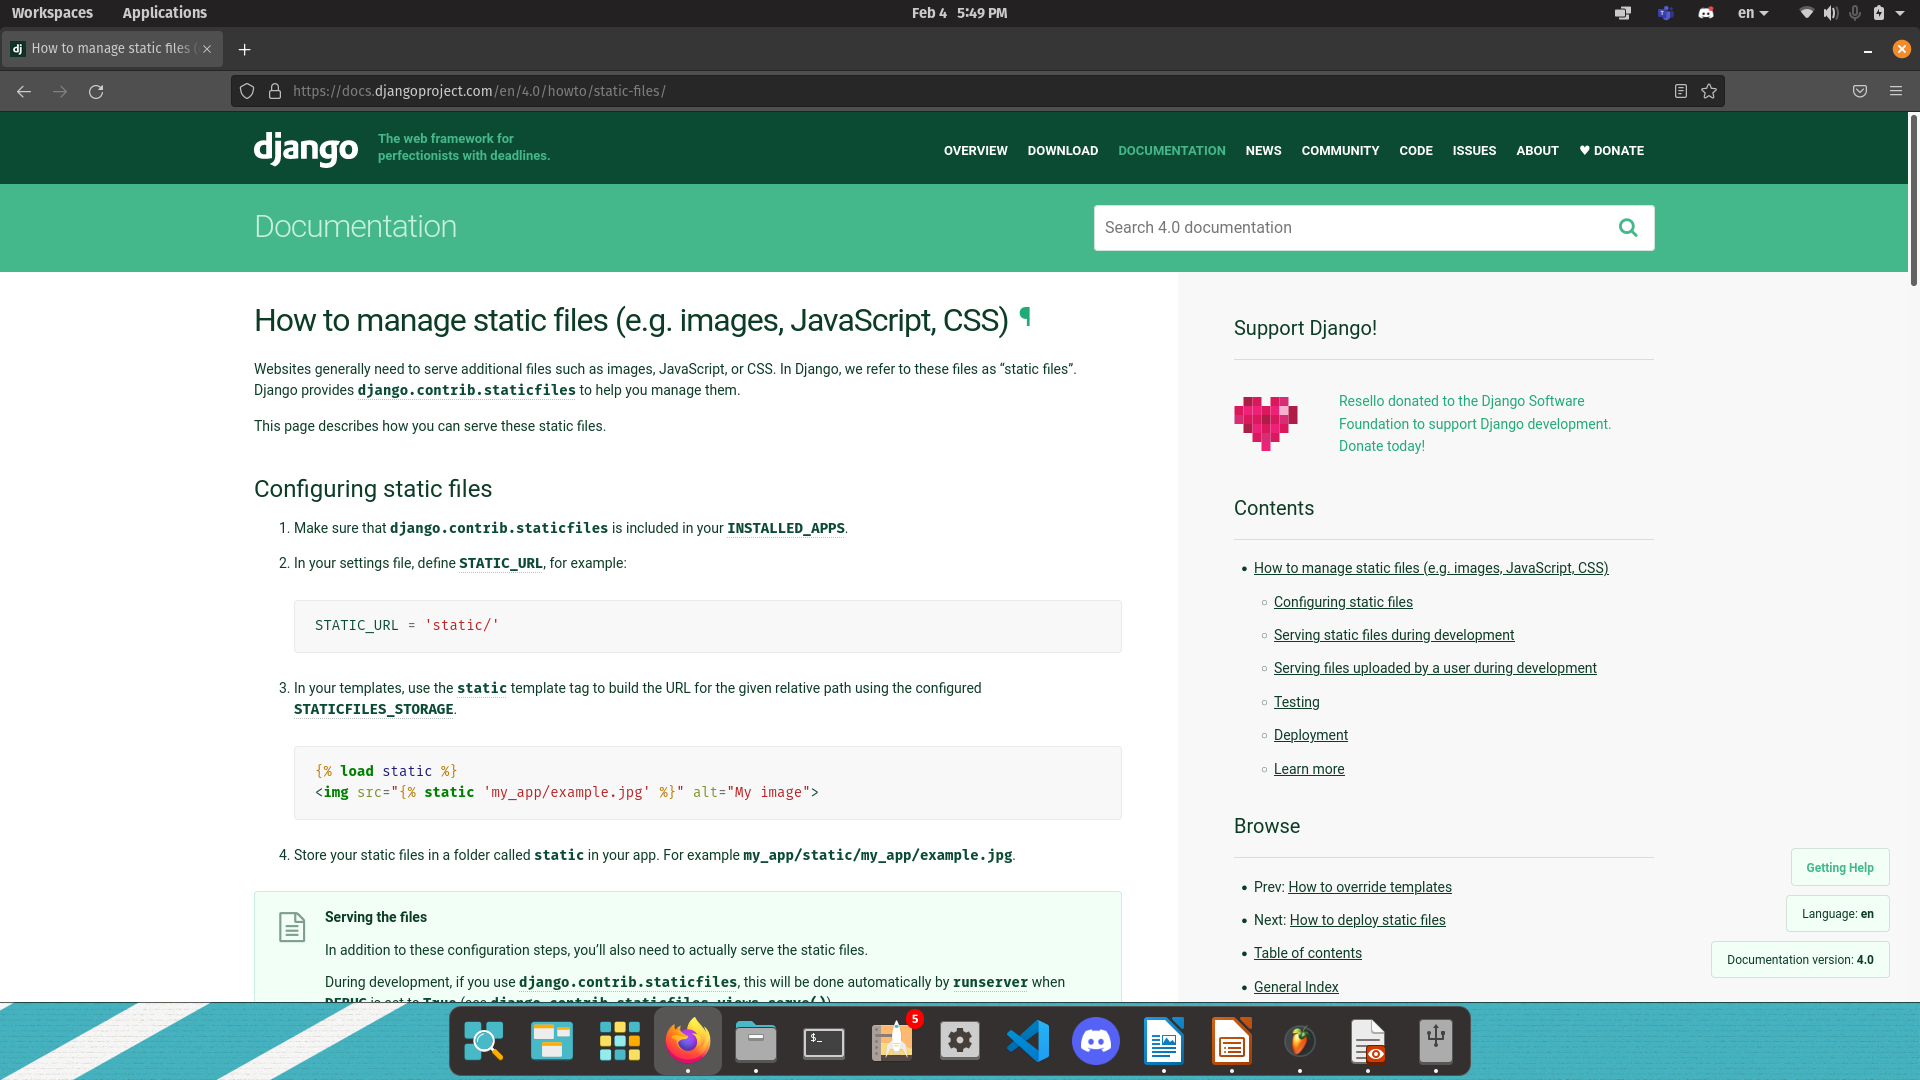 Workspaces Applications Feb 4 5:49 PM en
dj How to manage static files (
https://docs.djangoproject.com/en/4.0/howto/static-files/
django The web framework for
perfectionists with deadlines.
OVERVIEW DOWNLOAD DOCUMENTATION NEWS COMMUNITY CODE ISSUES ABOUT ♥ DONATE
Documentation
Search 4.0 documentation
How to manage static files (e.g. images, JavaScript, CSS) ¶
Websites generally need to serve additional files such as images, JavaScript, or CSS. In Django, we refer to these files as “static files”.
Django provides django.contrib.staticfiles to help you manage them.
This page describes how you can serve these static files.
Configuring static files
1. Make sure that django.contrib.staticfiles is included in your INSTALLED_APPS.
2. In your settings file, define STATIC_URL, for example:
STATIC_URL = 'static/'
3. In your templates, use the static template tag to build the URL for the given relative path using the configured
STATICFILES_STORAGE.
{% load static %}
<img src="{% static 'my_app/example.jpg' %}" alt="My image">
4. Store your static files in a folder called static in your app. For example my_app/static/my_app/example.jpg.
Serving the files
In addition to these configuration steps, you’ll also need to actually serve the static files.
During development, if you use django.contrib.staticfiles, this will be done automatically by runserver when
DEBUG is set to True (see django.contrib.staticfiles.views.serve()).
Support Django!
Resello donated to the Django Software
Foundation to support Django development.
Donate today!
Contents
• How to manage static files (e.g. images, JavaScript, CSS)
○ Configuring static files
○ Serving static files during development
○ Serving files uploaded by a user during development
○ Testing
○ Deployment
○ Learn more
Browse
• Prev: How to override templates
• Next: How to deploy static files
• Table of contents
• General Index
Getting Help
Language: en
Documentation version: 4.0
$_
5